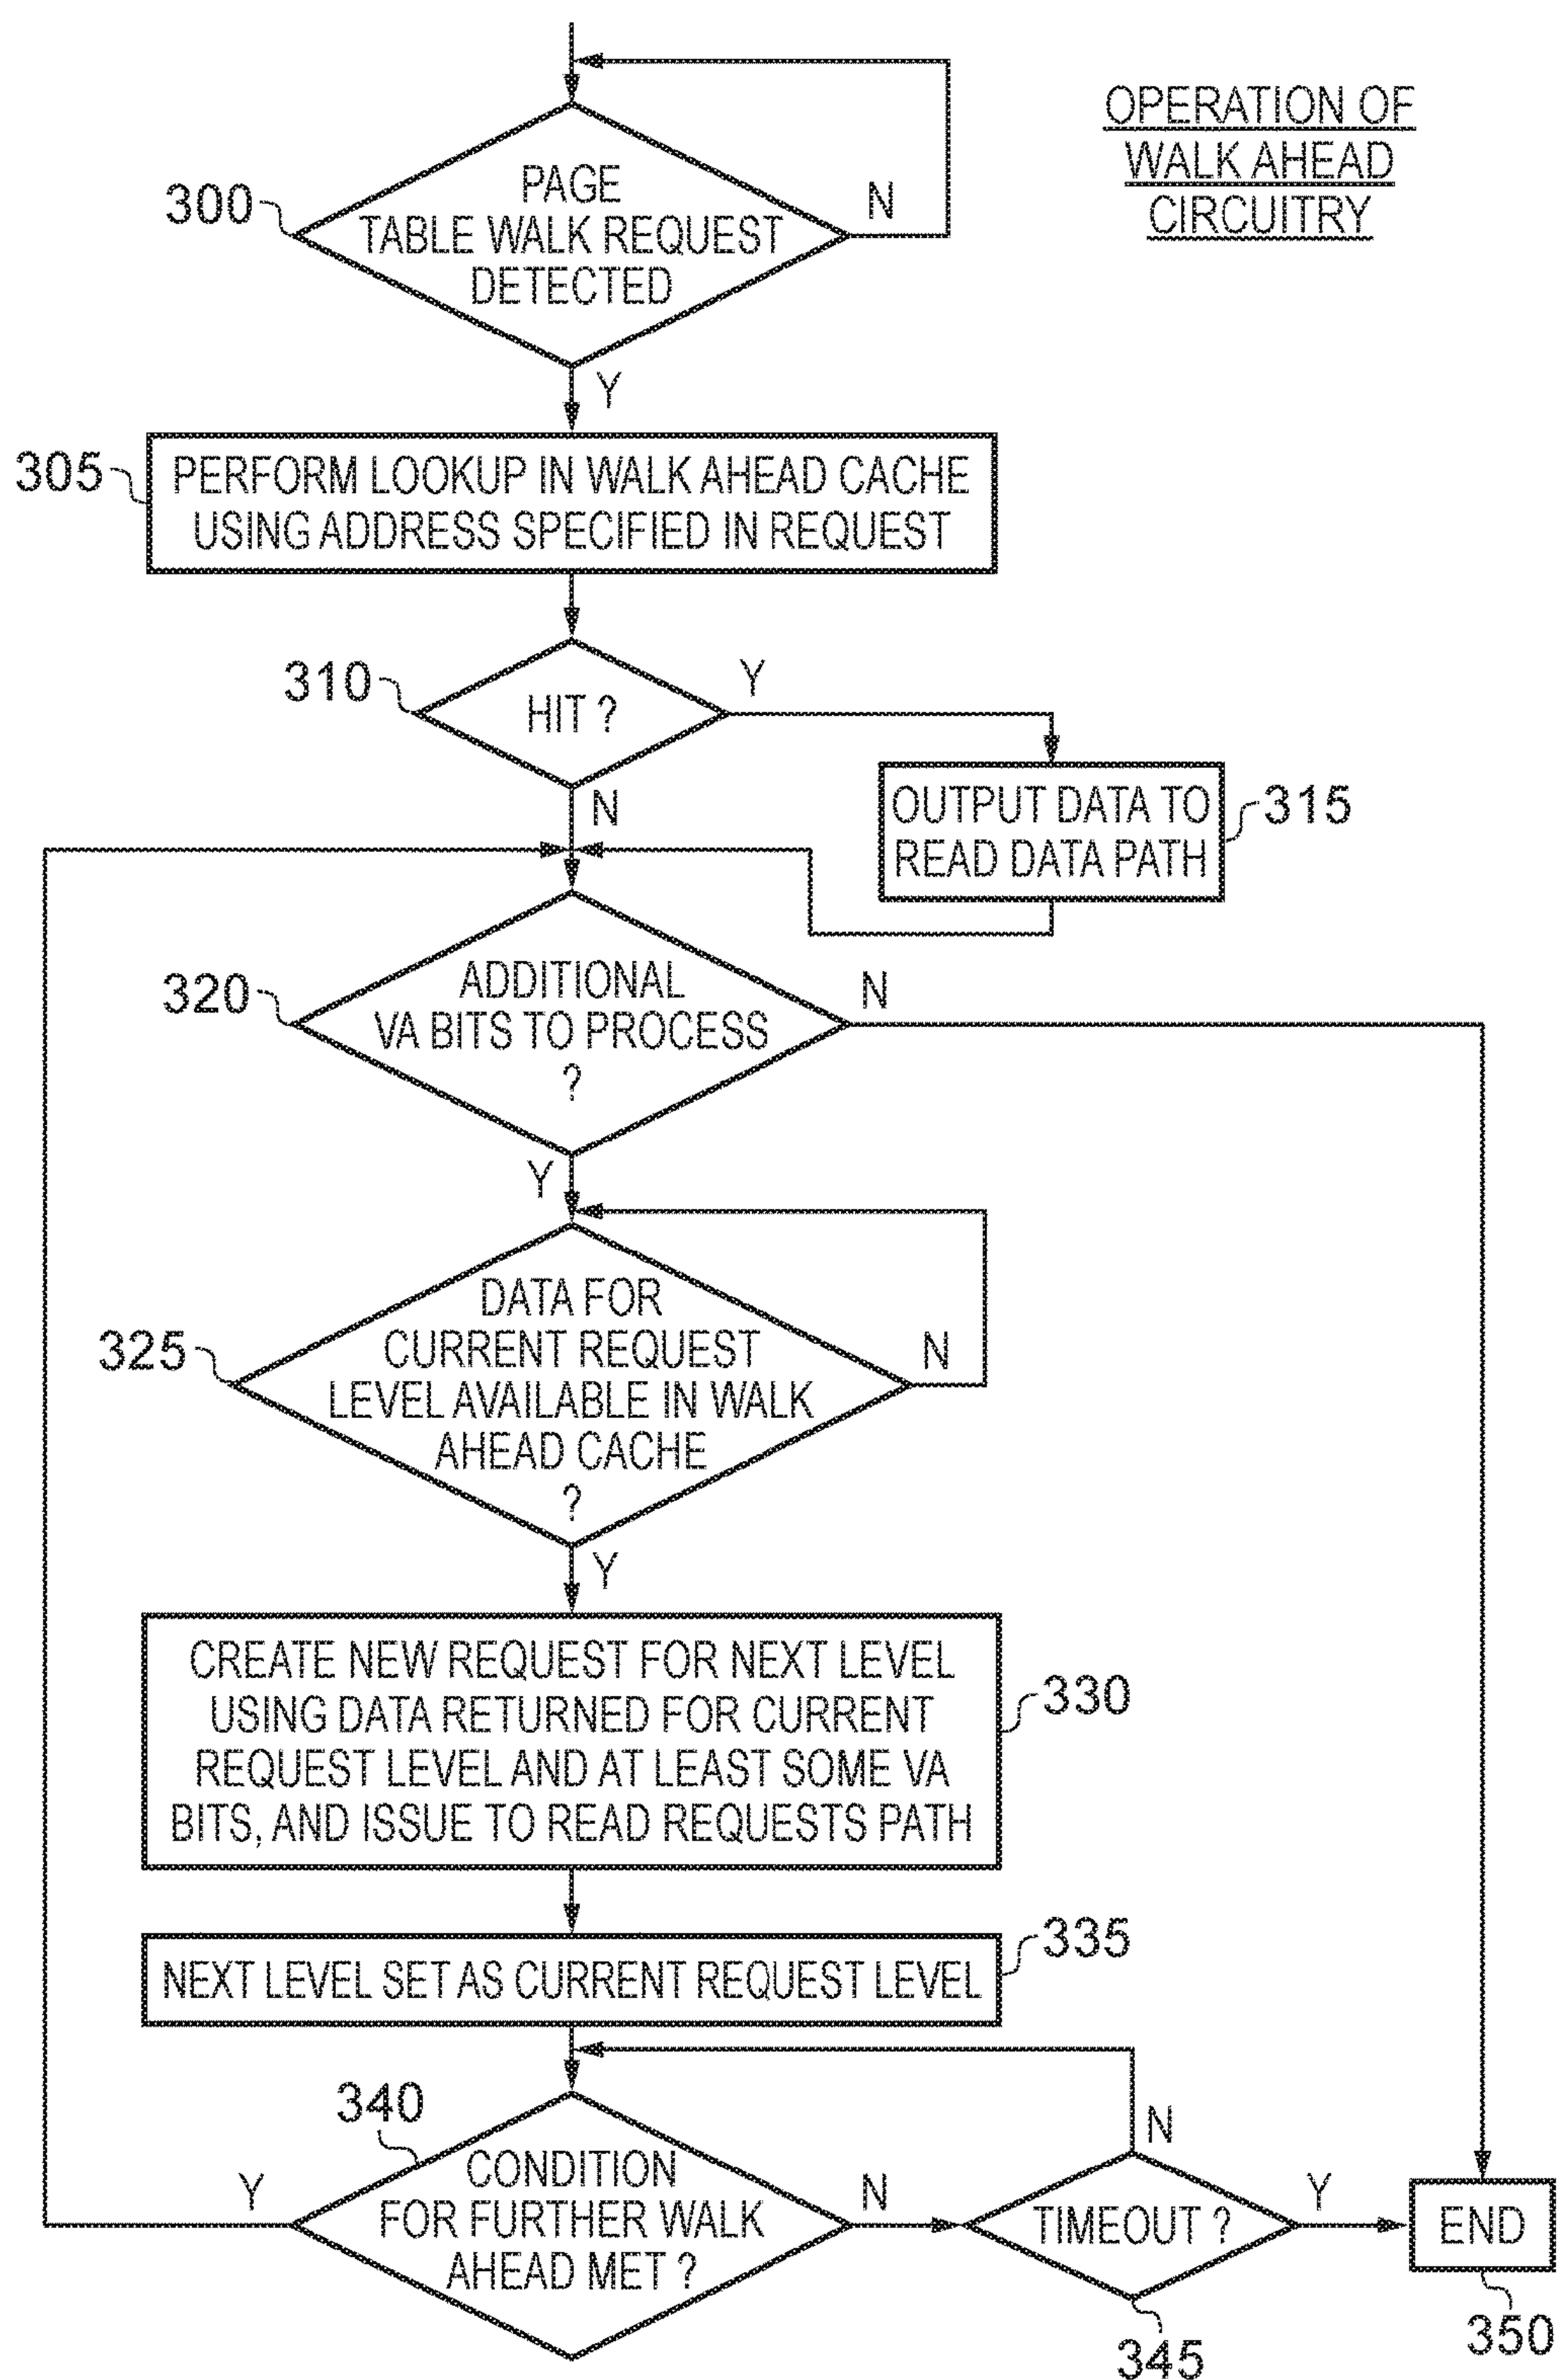 OPERATION OF
WALK AHEAD
CIRCUITRY
300
PAGE
TABLE WALK REQUEST
DETECTED
N
Y
305
PERFORM LOOKUP IN WALK AHEAD CACHE
USING ADDRESS SPECIFIED IN REQUEST
310
HIT ?
Y
N
OUTPUT DATA TO
READ DATA PATH
315
320
ADDITIONAL
VA BITS TO PROCESS
?
N
Y
325
DATA FOR
CURRENT REQUEST
LEVEL AVAILABLE IN WALK
AHEAD CACHE
?
N
Y
CREATE NEW REQUEST FOR NEXT LEVEL
USING DATA RETURNED FOR CURRENT
REQUEST LEVEL AND AT LEAST SOME VA
BITS, AND ISSUE TO READ REQUESTS PATH
330
NEXT LEVEL SET AS CURRENT REQUEST LEVEL
335
340
CONDITION
FOR FURTHER WALK
AHEAD MET ?
Y
N
TIMEOUT ?
N
Y
345
END
350